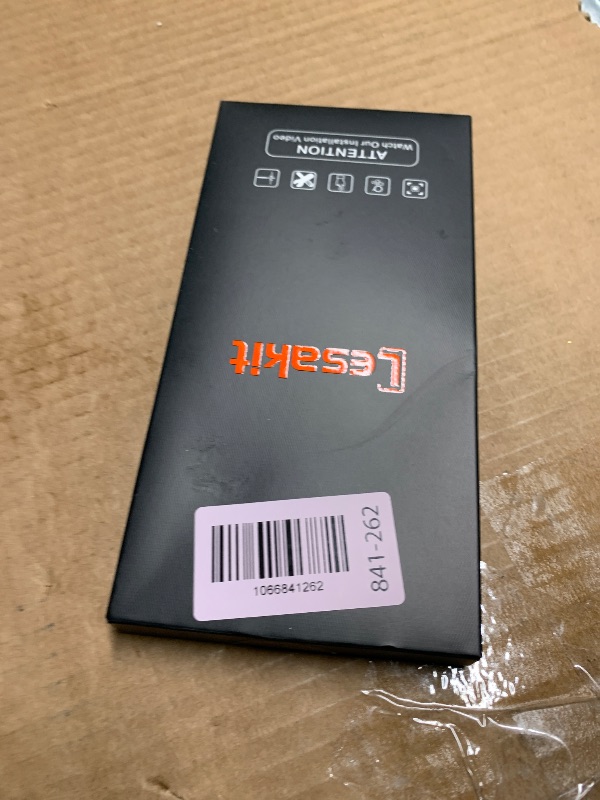 ATTENTION
Watch Our Installation Video
Lesakit
1066841262
841-262